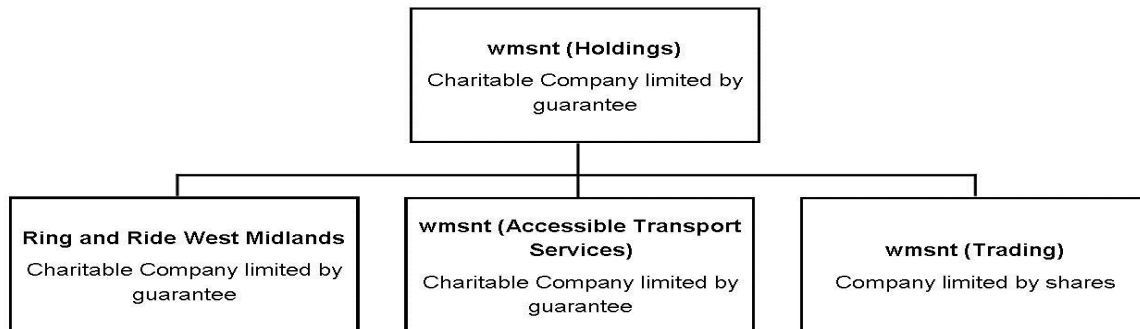 wmsnt (Holdings)
Charitable Company limited by
guarantee
Ring and Ride West Midlands
Charitable Company limited by
guarantee
wmsnt (Accessible Transport
Services)
Charitable Company limited by
guarantee
wmsnt (Trading)
Company limited by shares